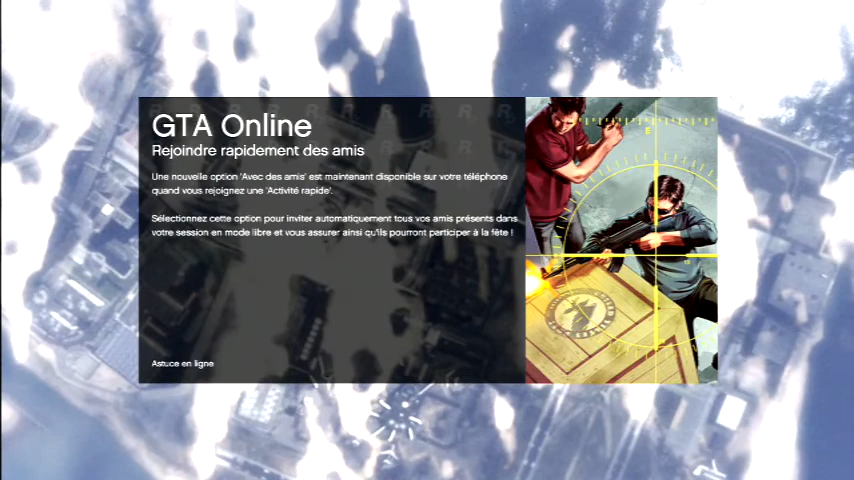 GTA Online
Rejoindre rapidement des amis
Une nouvelle option 'Avec des amis' est maintenant disponible sur votre téléphone
quand vous rejoignez une 'Activité rapide'.
Sélectionnez cette option pour inviter automatiquement tous vos amis présents dans
votre session en mode libre et vous assurer ainsi qu'ils pourront participer à la fête !
Astuce en ligne